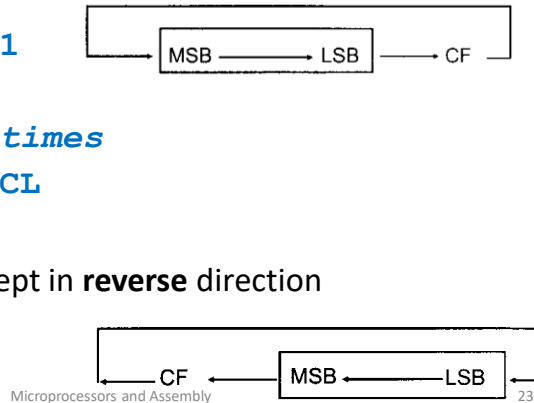 1
MSB LSB CF
times
CL
ept in reverse direction
CF MSB LSB
Microprocessors and Assembly 23